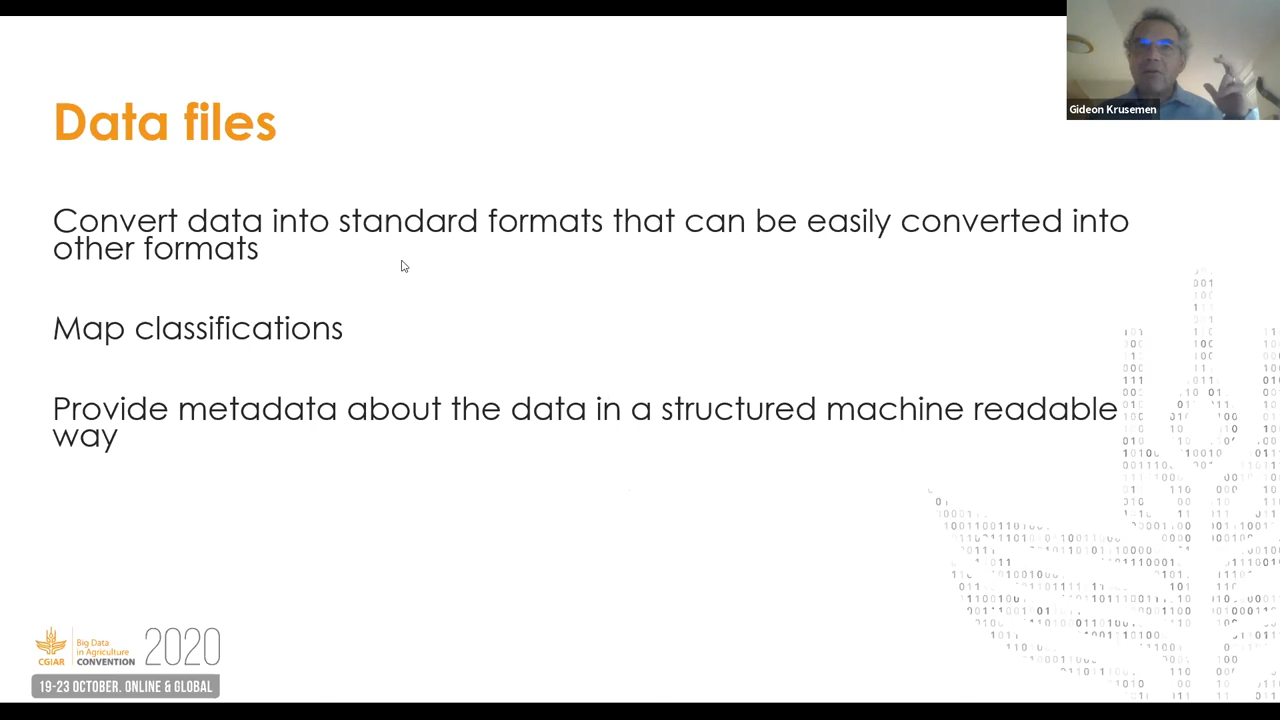 Gideon Krusemen
Data files
Convert data into standard formats that can be easily converted into
other formats
Map classifications
Provide metadata about the data in a structured machine readable
way
CGIAR
Big Data
in Agriculture
CONVENTION
2020
19-23 OCTOBER. ONLINE & GLOBAL